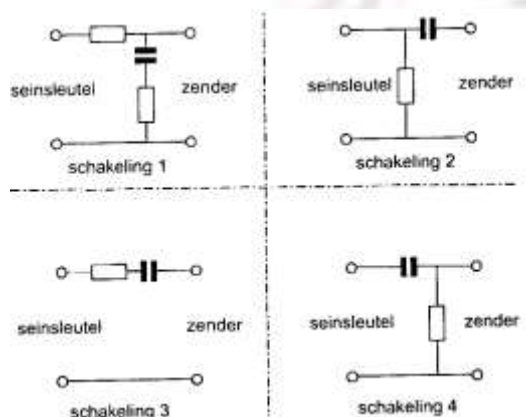 seinsleutel zender
schakeling 1
seinsleutel zender
schakeling 2
seinsleutel zender
schakeling 3
seinsleutel zender
schakeling 4